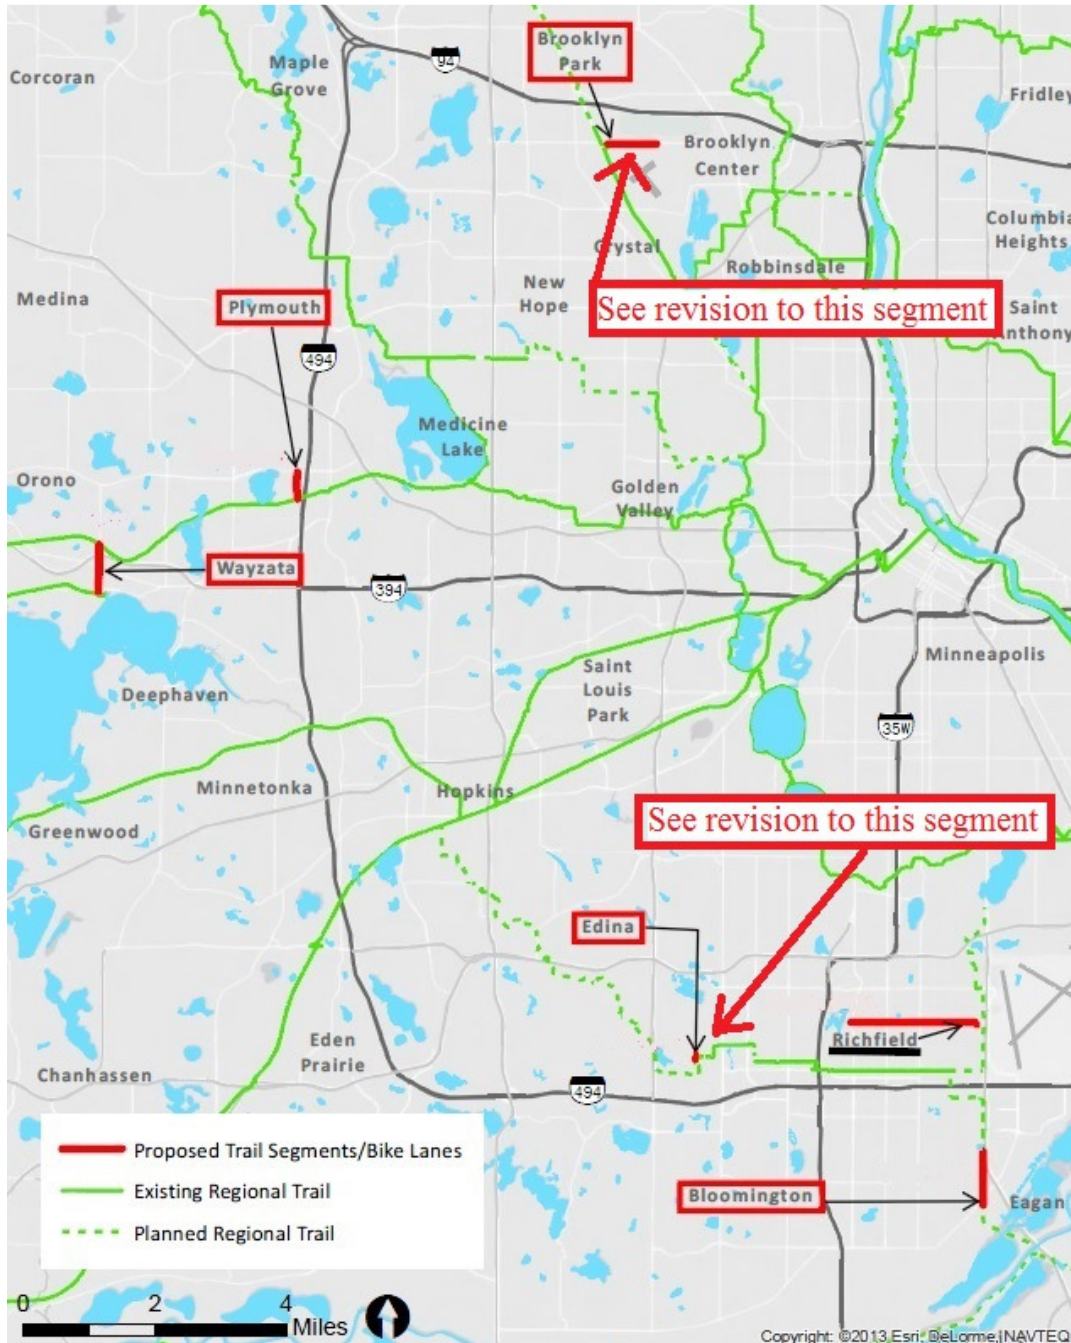 Brooklyn
Park
94
Maple
Grove
Corcoran
Fridley
Brooklyn
Center
Columbia
Heights
Crystal
Robbinsdale
New
Hope
Medina
Plymouth
See revision to this segment
Saint
Anthony
494
Medicine
Lake
Orono
Golden
Valley
Wayzata
394
Minneapolis
Saint
Louis
Park
Deephaven
35W
Minnetonka
Hopkins
Greenwood
See revision to this segment
Edina
Richfield
Eden
Prairie
Chanhassen
494
Proposed Trail Segments/Bike Lanes
Existing Regional Trail
Planned Regional Trail
Bloomington
Eagan
0 2 4
Miles
Copyright: ©2013 Esri, DeLorme, NAVTEQ